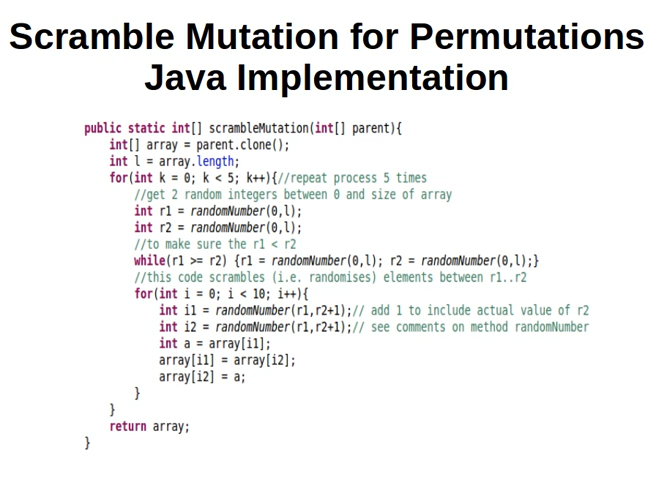 Scramble Mutation for Permutations
Java Implementation
public static int[] scrambleMutation(int[] parent){
int[] array = parent.clone();
int l = array.length;
for(int k = 0; k < 5; k++){//repeat process 5 times
//get 2 random integers between 0 and size of array
int r1 = randomNumber(0,l);
int r2 = randomNumber(0,l);
//to make sure the r1 < r2
while(r1 >= r2) {r1 = randomNumber(0,l); r2 = randomNumber(0,l);}
//this code scrambles (i.e. randomises) elements between r1..r2
for(int i = 0; i < 10; i++){
int i1 = randomNumber(r1,r2+1);// add 1 to include actual value of r2
int i2 = randomNumber(r1,r2+1);// see comments on method randomNumber
int a = array[i1];
array[i1] = array[i2];
array[i2] = a;
}
}
return array;
}